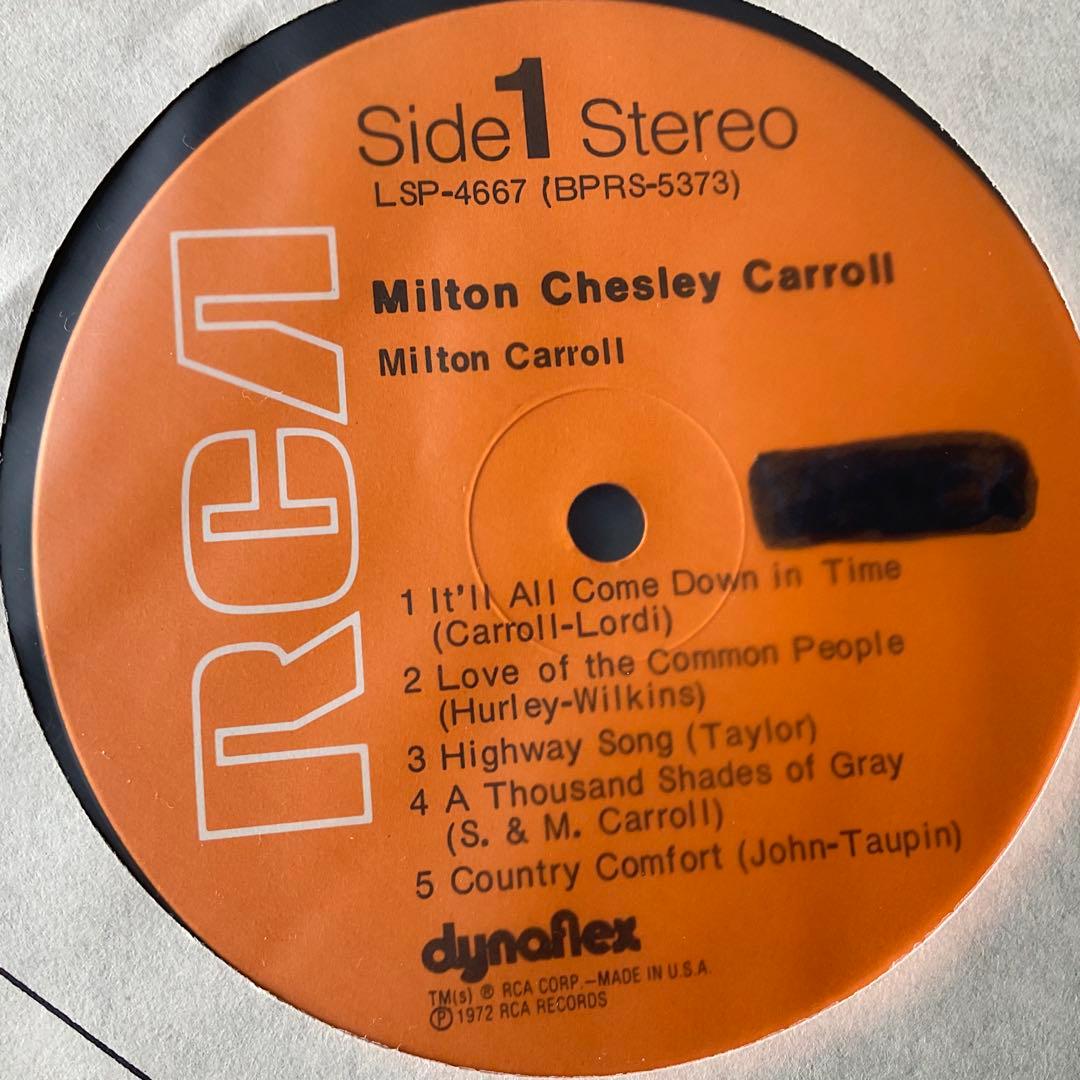 Side 1 Stereo
LSP-4667 (BPRS-5373)
RCA
Milton Chesley Carroll
Milton Carroll
1 It'll All Come Down in Time
(Carroll-Lordi)
2 Love of the Common People
(Hurley-Wilkins)
3 Highway Song (Taylor)
4 A Thousand Shades of Gray
(S. & M. Carroll)
5 Country Comfort (John-Taupin)
dynaflex
TM(s) ® RCA CORP.—MADE IN U.S.A.
℗ 1972 RCA RECORDS